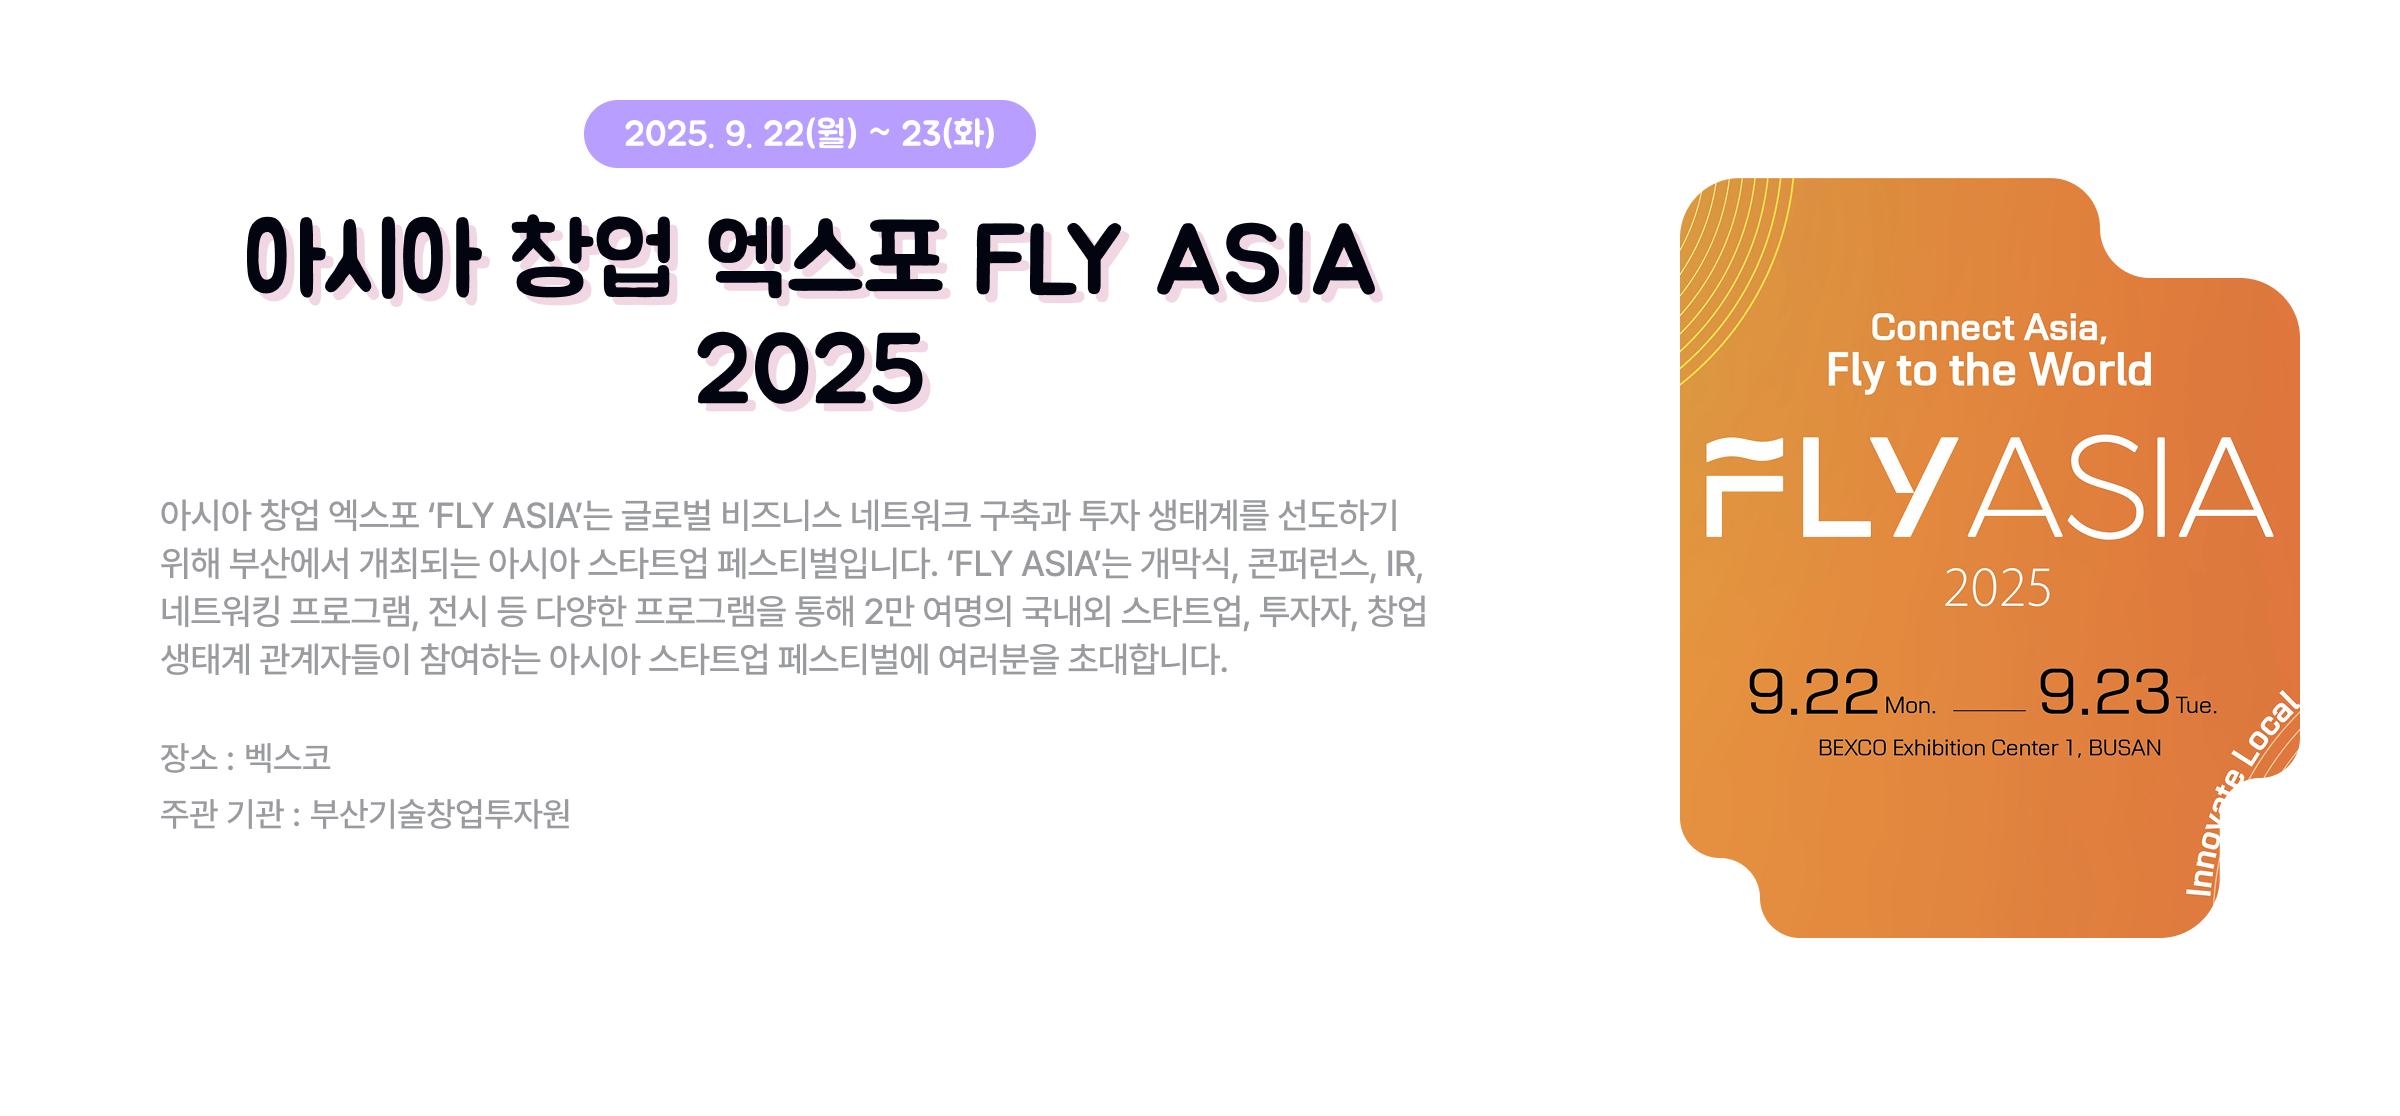 2025. 9. 22(월) ~ 23(화)
아시아 창업 엑스포 FLY ASIA
2025
아시아 창업 엑스포 ‘FLY ASIA’는 글로벌 비즈니스 네트워크 구축과 투자 생태계를 선도하기
위해 부산에서 개최되는 아시아 스타트업 페스티벌입니다. ‘FLY ASIA’는 개막식, 콘퍼런스, IR,
네트워킹 프로그램, 전시 등 다양한 프로그램을 통해 2만 여명의 국내외 스타트업, 투자자, 창업
생태계 관계자들이 참여하는 아시아 스타트업 페스티벌에 여러분을 초대합니다.
장소 : 벡스코
주관 기관 : 부산기술창업투자원
Connect Asia,
Fly to the World
FLY ASIA
2025
9.22 Mon. 9.23 Tue.
BEXCO Exhibition Center 1, BUSAN
Innovate Local